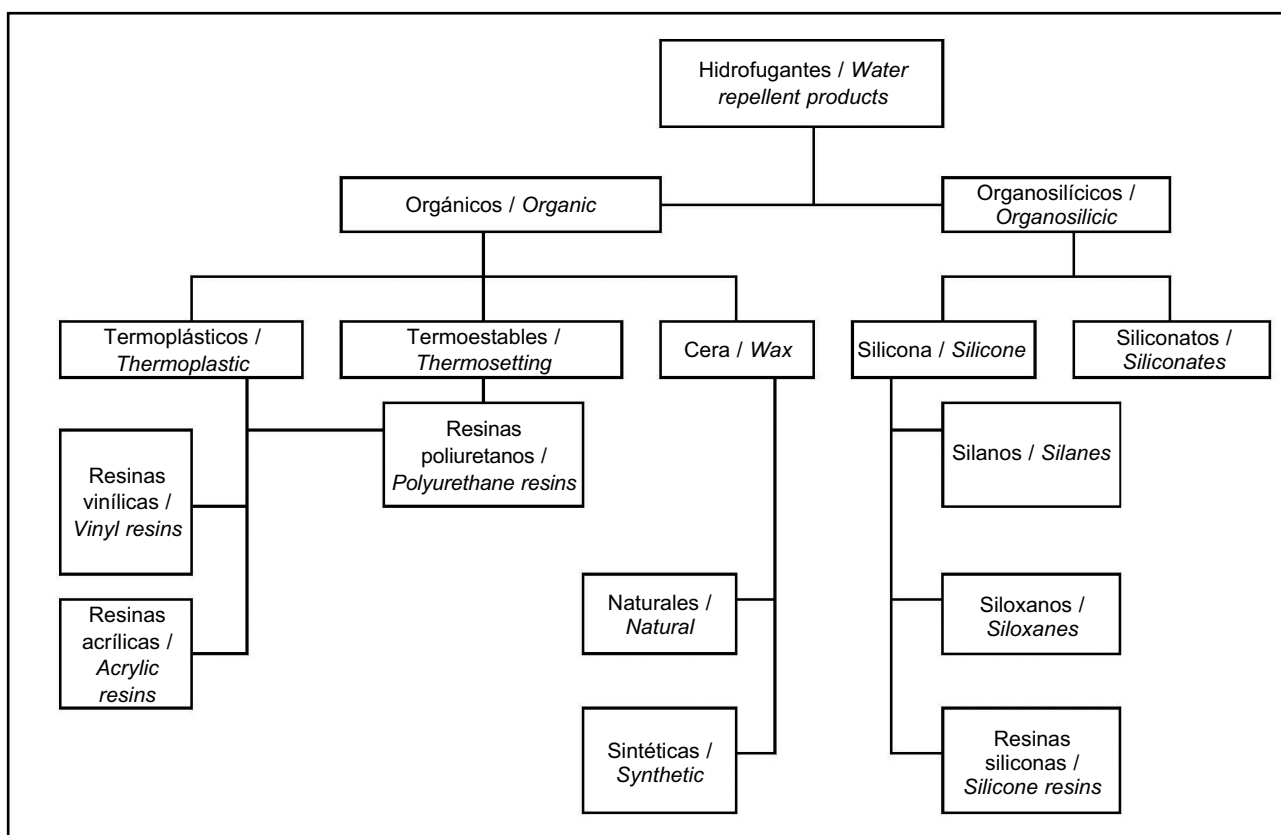 Hidrofugantes / Water
repellent products
Orgánicos / Organic
Organosilícicos /
Organosilicic
Termoplásticos /
Thermoplastic
Termoestables /
Thermosetting
Cera / Wax
Silicona / Silicone
Siliconatos /
Siliconates
Resinas
vinílicas /
Vinyl resins
Resinas
poliuretanos /
Polyurethane resins
Silanos / Silanes
Resinas
acrílicas /
Acrylic
resins
Naturales /
Natural
Siloxanos /
Siloxanes
Sintéticas /
Synthetic
Resinas
siliconas /
Silicone resins